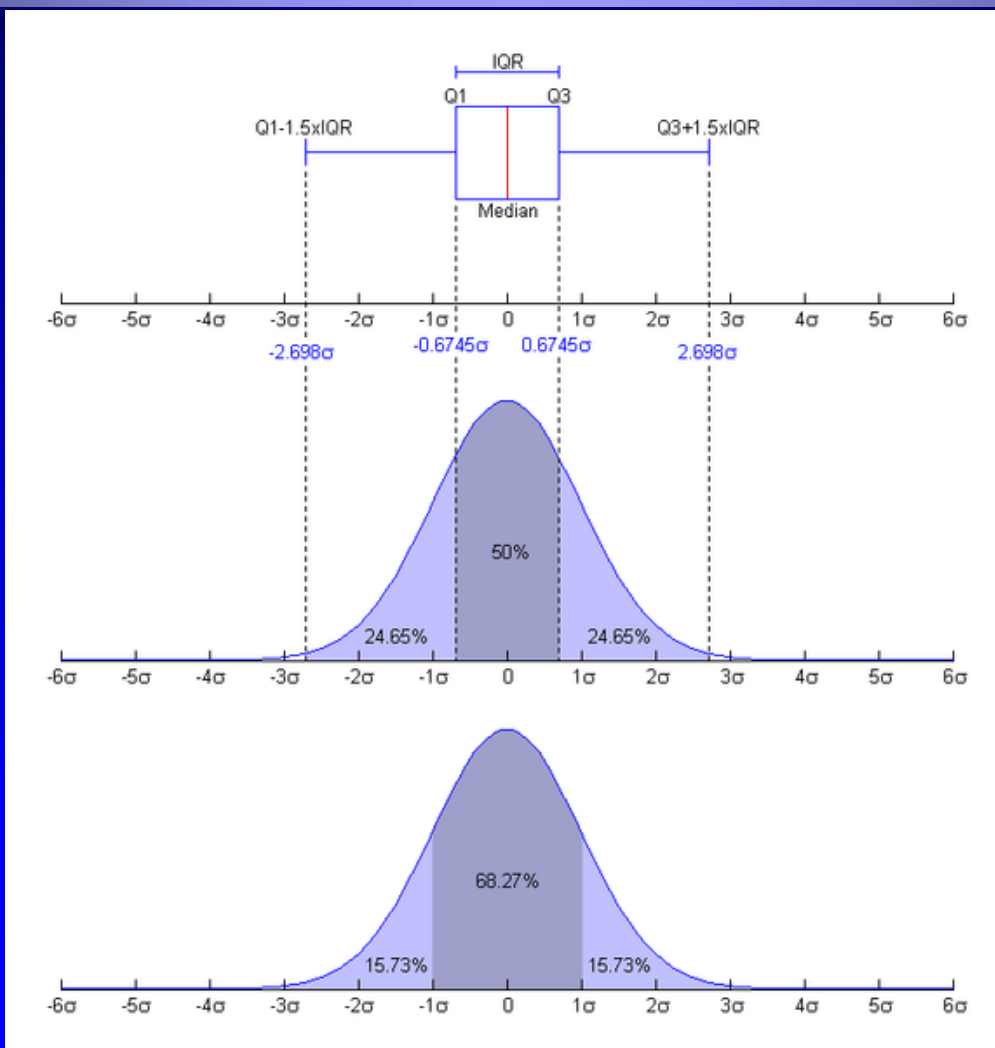 IQR
Q1 Q3
Q1-1.5xIQR Q3+1.5xIQR
Median
-6σ -5σ -4σ -3σ -2σ -1σ 0 1σ 2σ 3σ 4σ 5σ 6σ
-2.698σ -0.6745σ 0.6745σ 2.698σ
50%
24.65% 24.65%
-6σ -5σ -4σ -3σ -2σ -1σ 0 1σ 2σ 3σ 4σ 5σ 6σ
68.27%
15.73% 15.73%
-6σ -5σ -4σ -3σ -2σ -1σ 0 1σ 2σ 3σ 4σ 5σ 6σ